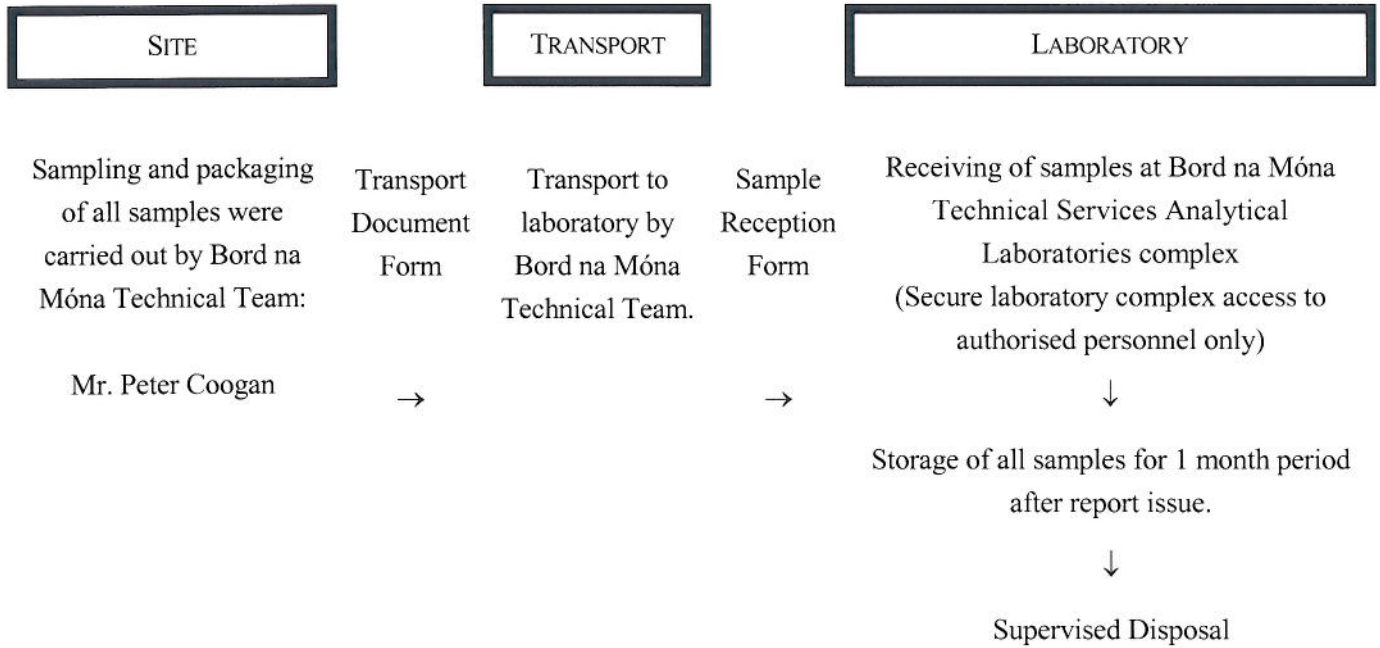 SITE
TRANSPORT
LABORATORY
Sampling and packaging
of all samples were
carried out by Bord na
Móna Technical Team:
Mr. Peter Coogan
Transport
Document
Form
→
Transport to
laboratory by
Bord na Móna
Technical Team.
Sample
Reception
Form
→
Receiving of samples at Bord na Móna
Technical Services Analytical
Laboratories complex
(Secure laboratory complex access to
authorised personnel only)
↓
Storage of all samples for 1 month period
after report issue.
↓
Supervised Disposal